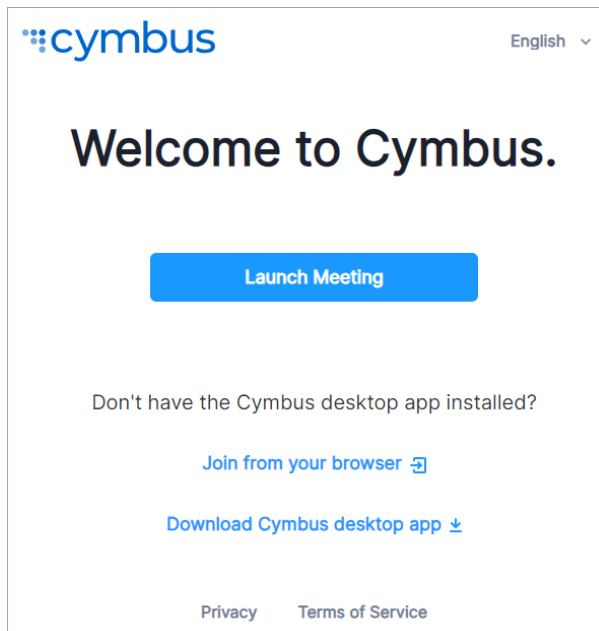 cymbus
English
Welcome to Cymbus.
Launch Meeting
Don't have the Cymbus desktop app installed?
Join from your browser
Download Cymbus desktop app
Privacy Terms of Service